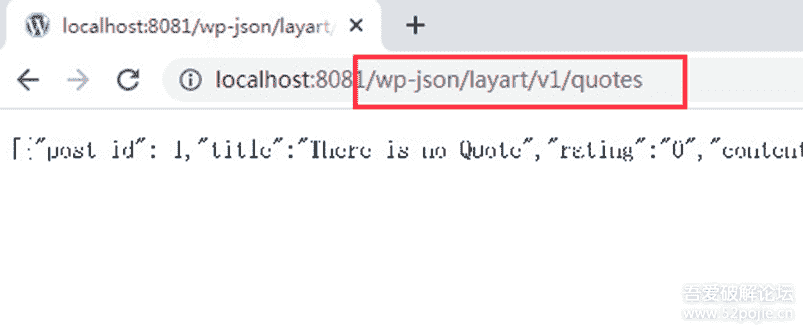 localhost:8081/wp-json/layart/
localhost:8081/wp-json/layart/v1/quotes
[{"post id": 1,"title":"There is no Quote","rating":"0","content
吾爱破解论坛
www.52pojie.cn